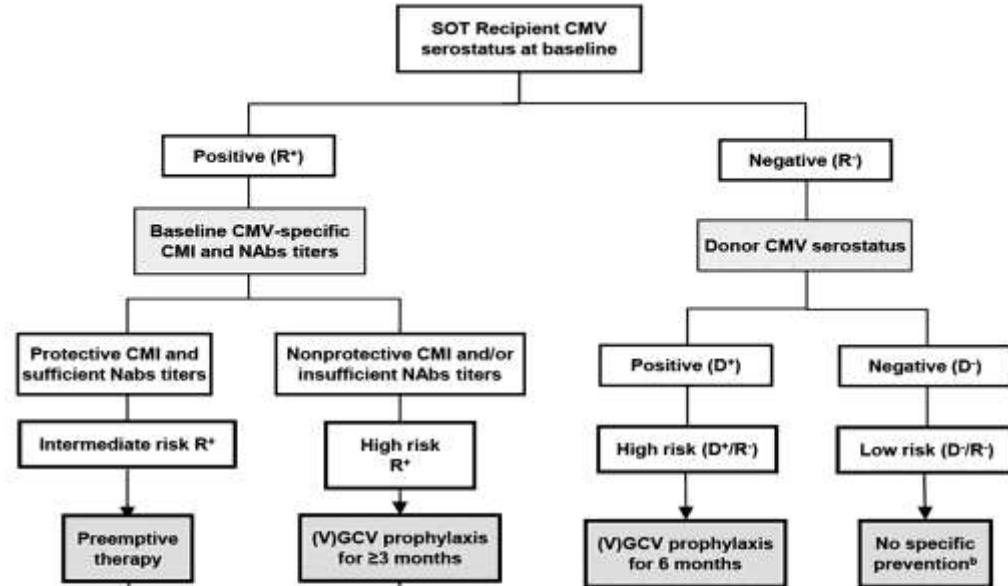 SOT Recipient CMV
serostatus at baseline
Positive (R⁺)
Negative (R⁻)
Baseline CMV-specific
CMI and NAbs titers
Donor CMV serostatus
Protective CMI and
sufficient Nabs titers
Nonprotective CMI and/or
insufficient NAbs titers
Positive (D⁺)
Negative (D⁻)
Intermediate risk R⁺
High risk
R⁺
High risk (D⁺/R⁻)
Low risk (D⁻/R⁻)
Preemptive
therapy
(V)GCV prophylaxis
for ≥3 months
(V)GCV prophylaxis
for 6 months
No specific
preventionᵇ